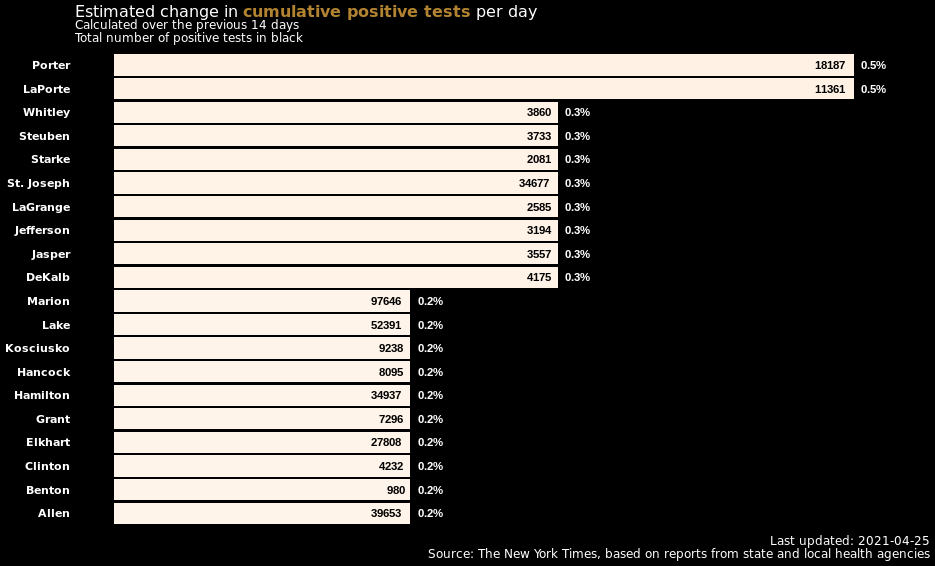 Estimated change in cumulative positive tests per day
Calculated over the previous 14 days
Total number of positive tests in black
Porter 18187 0.5%
LaPorte 11361 0.5%
Whitley 3860 0.3%
Steuben 3733 0.3%
Starke 2081 0.3%
St. Joseph 34677 0.3%
LaGrange 2585 0.3%
Jefferson 3194 0.3%
Jasper 3557 0.3%
DeKalb 4175 0.3%
Marion 97646 0.2%
Lake 52391 0.2%
Kosciusko 9238 0.2%
Hancock 8095 0.2%
Hamilton 34937 0.2%
Grant 7296 0.2%
Elkhart 27808 0.2%
Clinton 4232 0.2%
Benton 980 0.2%
Allen 39653 0.2%
Last updated: 2021-04-25
Source: The New York Times, based on reports from state and local health agencies